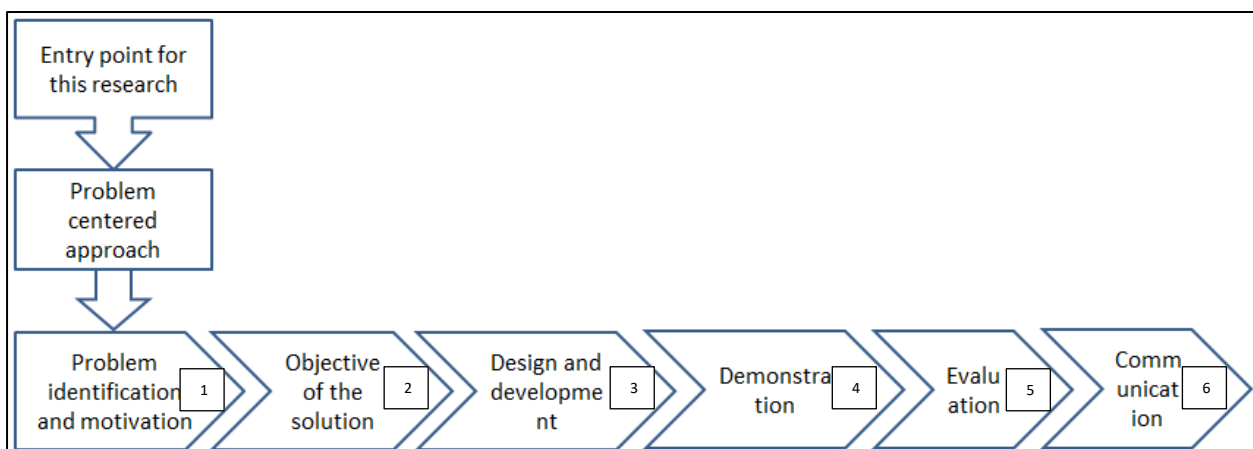 Entry point for
this research
Problem
centered
approach
Problem
identification
and motivation
1
Objective
of the
solution
2
Design and
developme
nt
3
Demonstra
tion
4
Evalu
ation
5
Comm
unicat
ion
6